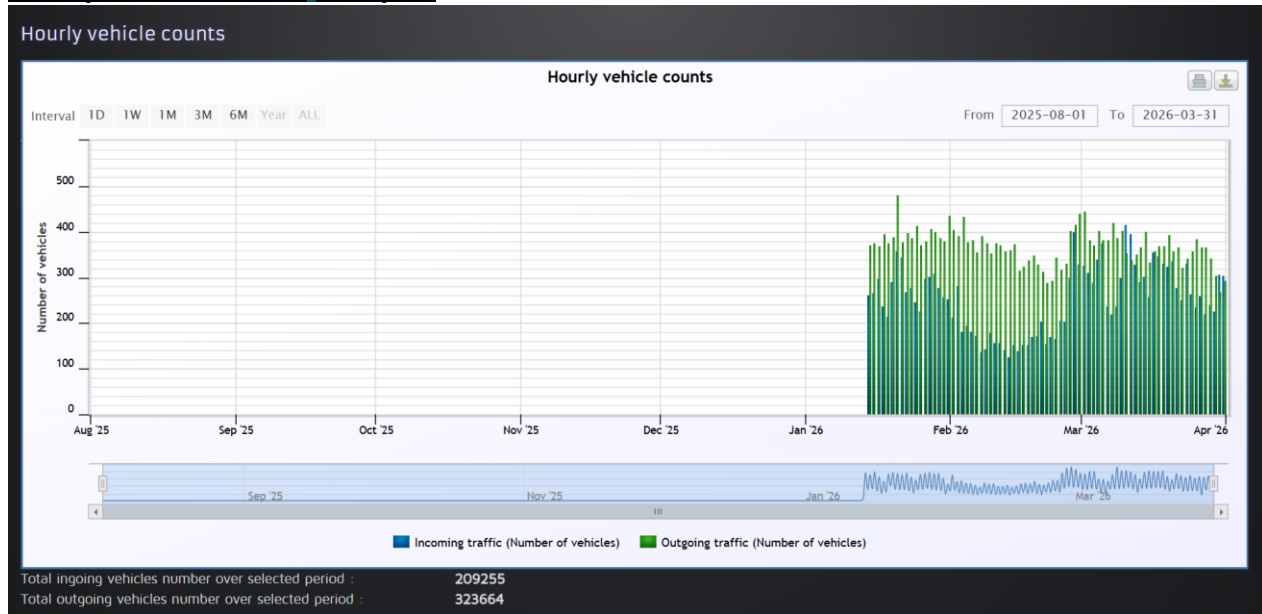 Hourly vehicle counts
Hourly vehicle counts
Interval 1D 1W 1M 3M 6M Year ALL From 2025-08-01 To 2026-03-31
Number of vehicles
500
400
300
200
100
0
Aug '25 Sep '25 Oct '25 Nov '25 Dec '25 Jan '26 Feb '26 Mar '26 Apr '26
Sep '25 Nov '25 Jan '26 Mar '26
Incoming traffic (Number of vehicles) Outgoing traffic (Number of vehicles)
Total ingoing vehicles number over selected period : 209255
Total outgoing vehicles number over selected period : 323664